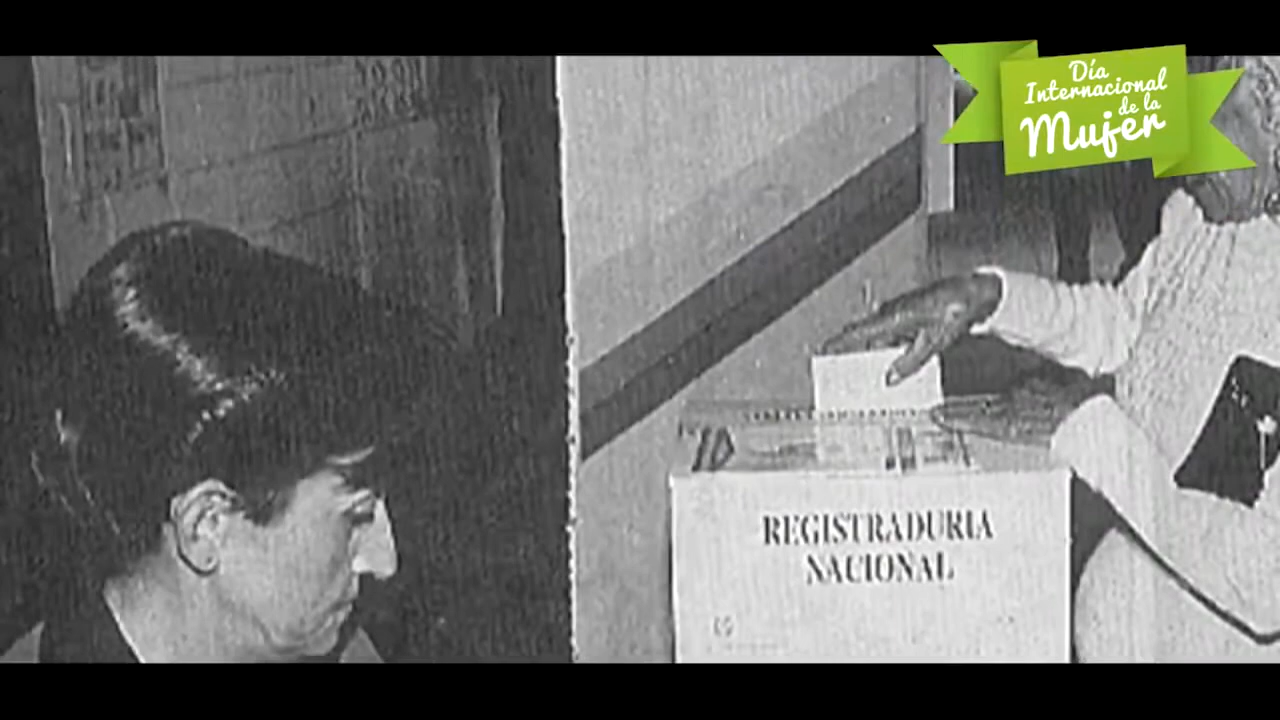 Día
Internacional
de la
Mujer
REGISTRADURIA
NACIONAL